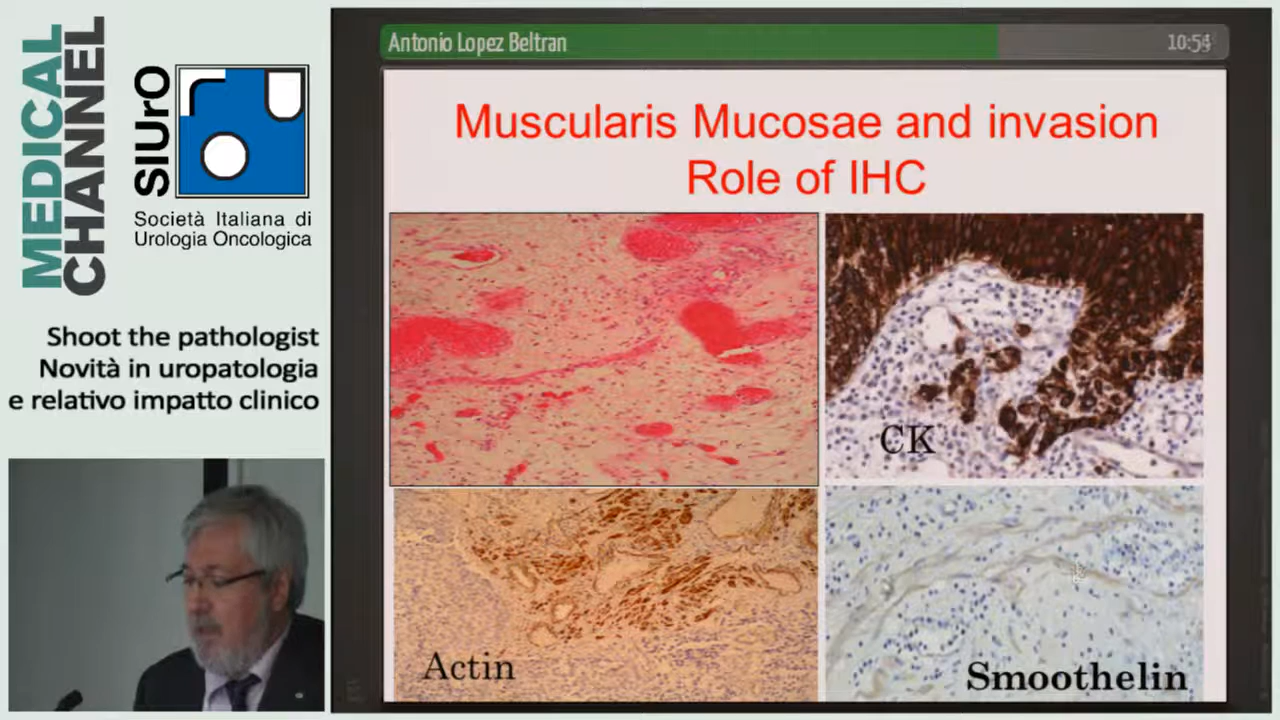 MEDICAL
CHANNEL
SIUrO
Società Italiana di
Urologia Oncologica
Shoot the pathologist
Novità in uropatologia
e relativo impatto clinico
Antonio Lopez Beltran
10:54
Muscularis Mucosae and invasion
Role of IHC
CK
Actin
Smoothelin